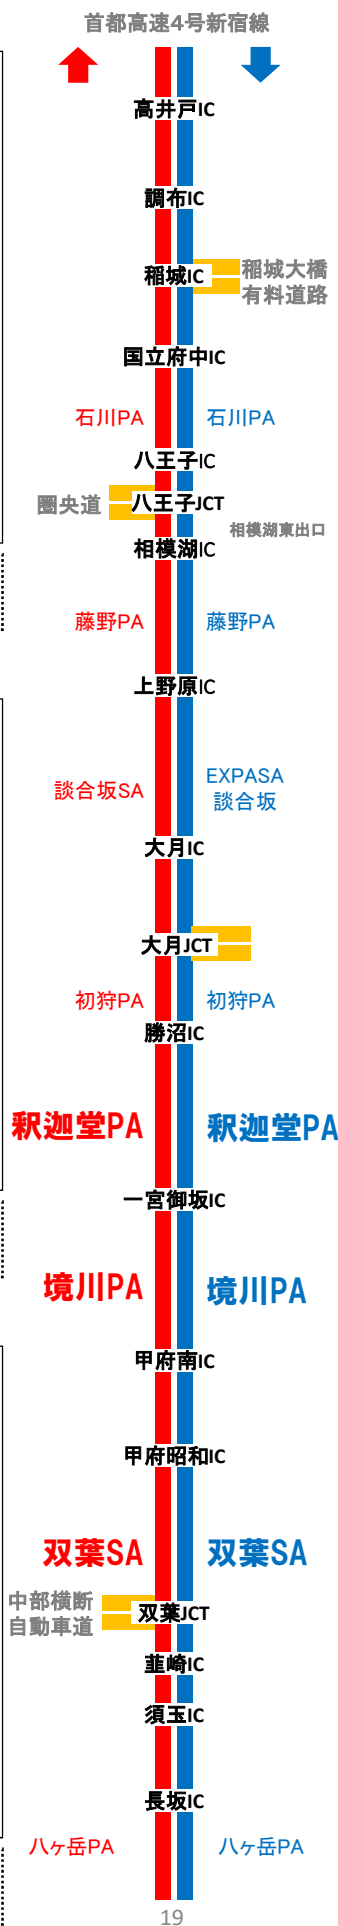 首都高速4号新宿線
高井戸IC
調布IC
稲城IC
稲城大橋
有料道路
国立府中IC
石川PA
石川PA
八王子IC
圏央道
八王子JCT
相模湖東出口
相模湖IC
藤野PA
藤野PA
上野原IC
談合坂SA
EXPASA
談合坂
大月IC
大月JCT
初狩PA
初狩PA
勝沼IC
釈迦堂PA
釈迦堂PA
一宮御坂IC
境川PA
境川PA
甲府南IC
甲府昭和IC
双葉SA
双葉SA
中部横断
自動車道
双葉JCT
韮崎IC
須玉IC
長坂IC
八ヶ岳PA
八ヶ岳PA
19